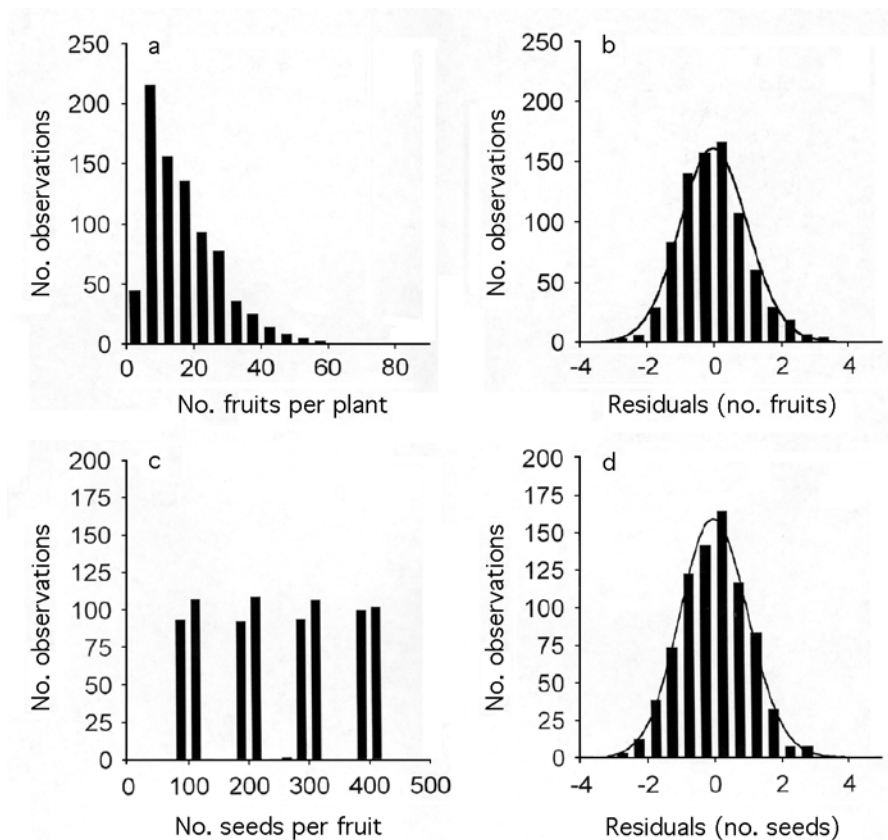 a
250
200
150
100
50
0
No. observations
0 20 40 60 80
No. fruits per plant
b
250
200
150
100
50
0
No. observations
-4 -2 0 2 4
Residuals (no. fruits)
c
200
175
150
125
100
75
50
25
0
No. observations
0 100 200 300 400 500
No. seeds per fruit
d
200
175
150
125
100
75
50
25
0
No. observations
-4 -2 0 2 4
Residuals (no. seeds)